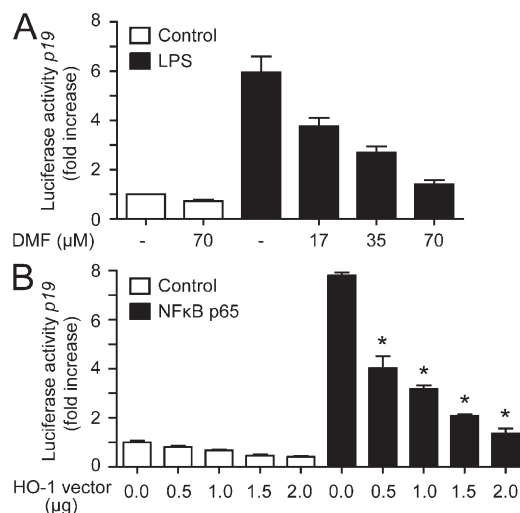 A
8
6
4
2
0
Luciferase activity p19
(fold increase)
Control
LPS
DMF (µM) - 70 - 17 35 70
B
8
6
4
2
0
Luciferase activity p19
(fold increase)
Control
NFκB p65
* * * *
HO-1 vector 0.0 0.5 1.0 1.5 2.0 0.0 0.5 1.0 1.5 2.0
(µg)